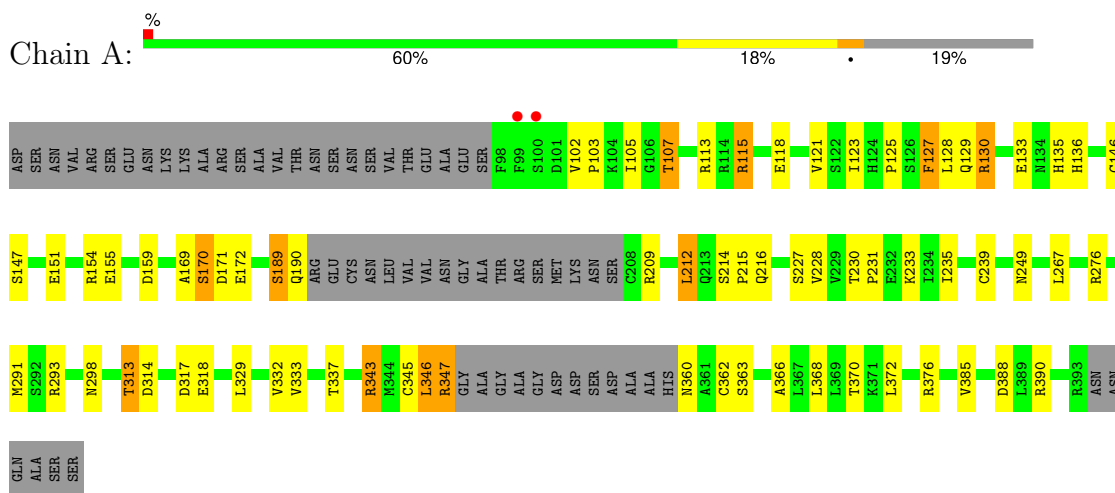 %
Chain A:
60% 18% • 19%
ASP SER ASN VAL ARG SER GLU ASN LYS LYS ALA ARG SER ALA VAL THR ASN SER ASN SER VAL THR GLU ALA GLU SER F98 F99 S100 D101 V102 P103 K104 I105 G106 T107 R113 R114 R115 E118 V121 S122 I123 H124 P125 S126 F127 L128 Q129 R130 E133 N134 H135 H136 C146
S147 E151 R154 E155 D159 A169 S170 D171 E172 S189 Q190 ARG GLU CYS ASN LEU VAL VAL ASN GLY ALA THR ARG SER MET LYS ASN SER C208 R209 L212 Q213 S214 P215 Q216 S227 V228 V229 T230 P231 E232 K233 I234 I235 C239 N249 L267 R276
M291 S292 R293 N298 T313 D314 D317 E318 L329 V332 V333 T337 R343 M344 C345 L346 R347 GLY ALA GLY ALA GLY ASP ASP SER ASP ALA ALA HIS N360 A361 C362 S363 A366 L367 L368 L369 T370 K371 L372 R376 V385 D388 L389 R390 R393 ASN ASN
GLN ALA SER SER